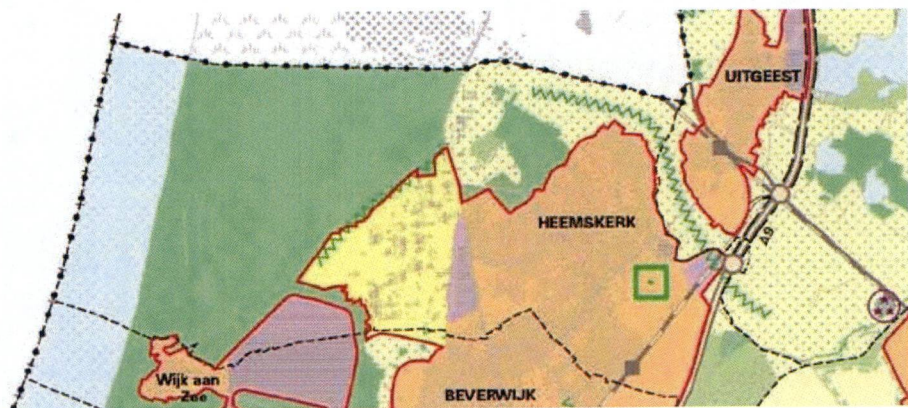 UITGEEST
HEEMSKERK
A9
Wijk aan
Zee
BEVERWIJK